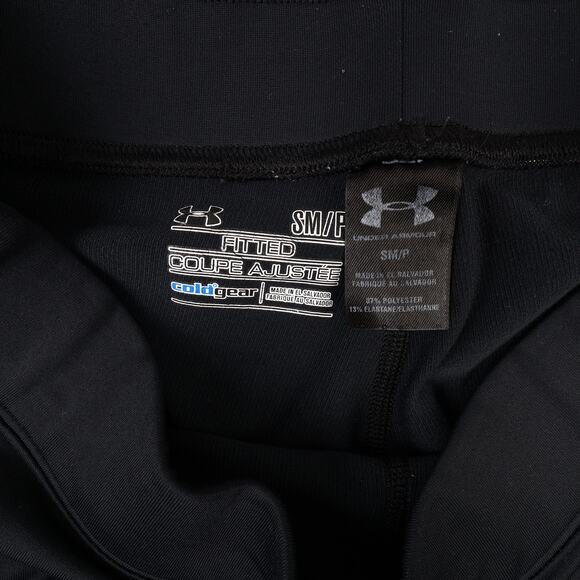 SM/P
FITTED
COUPE AJUSTÉE
coldgear
MADE IN EL SALVADOR
FABRIQUÉ AU SALVADOR
UNDER ARMOUR
SM/P
MADE IN EL SALVADOR
FABRIQUÉ AU SALVADOR
87% POLYESTER
13% ELASTANE/ELASTHANNE